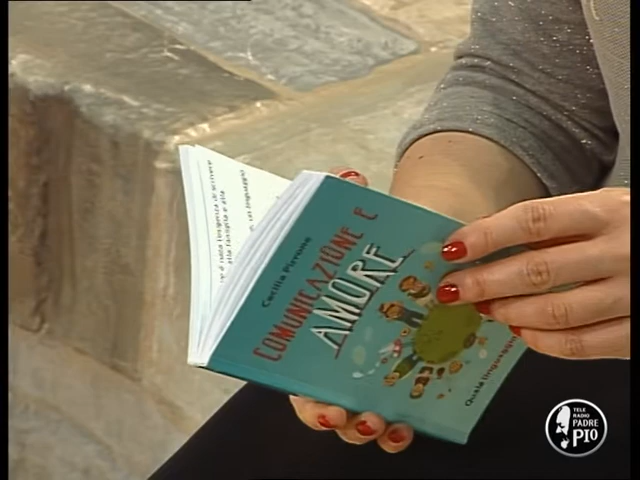 Cecilia Pirrone
COMUNICAZIONE E
AMORE
Quale linguaggio
TELE
RADIO
PADRE
PIO